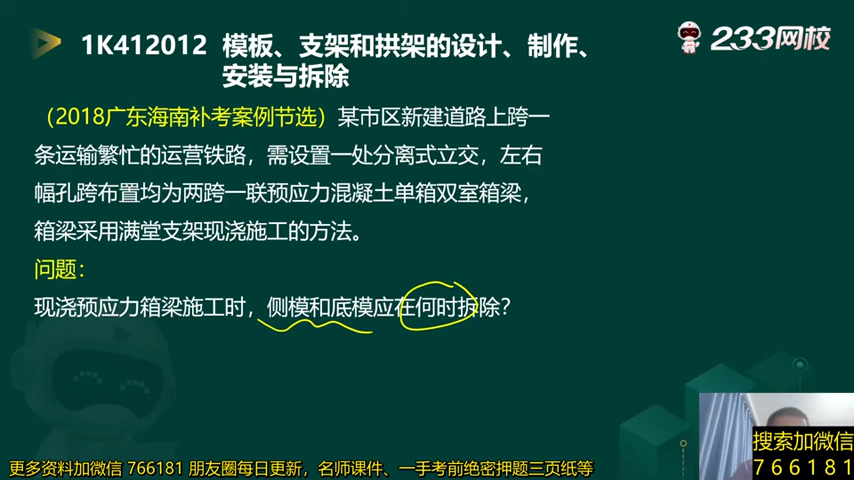 1K412012 模板、支架和拱架的设计、制作、
安装与拆除
233网校
（2018广东海南补考案例节选）某市区新建道路上跨一
条运输繁忙的运营铁路，需设置一处分离式立交，左右
幅孔跨布置均为两跨一联预应力混凝土单箱双室箱梁，
箱梁采用满堂支架现浇施工的方法。
问题：
现浇预应力箱梁施工时，侧模和底模应在何时拆除？
搜索加微信
766181
更多资料加微信 766181 朋友圈每日更新，名师课件、一手考前绝密押题三页纸等